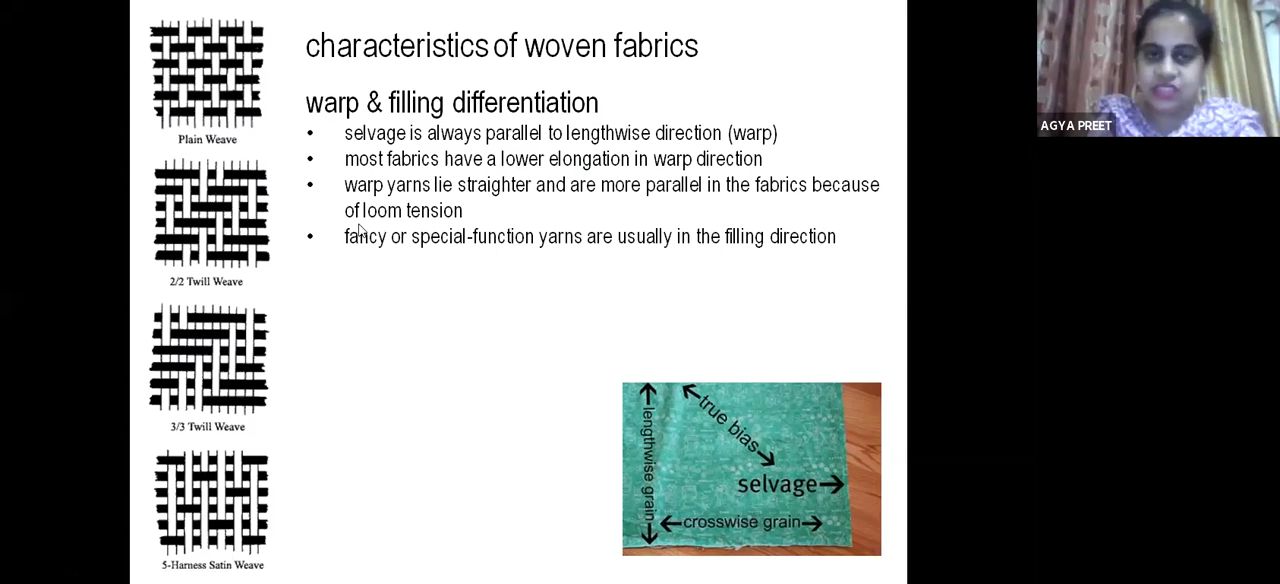 characteristics of woven fabrics
warp & filling differentiation
• selvage is always parallel to lengthwise direction (warp)
• most fabrics have a lower elongation in warp direction
• warp yarns lie straighter and are more parallel in the fabrics because
of loom tension
• fancy or special-function yarns are usually in the filling direction
Plain Weave
2/2 Twill Weave
3/3 Twill Weave
5-Harness Satin Weave
lengthwise grain
true bias
selvage
crosswise grain
AGYA PREET